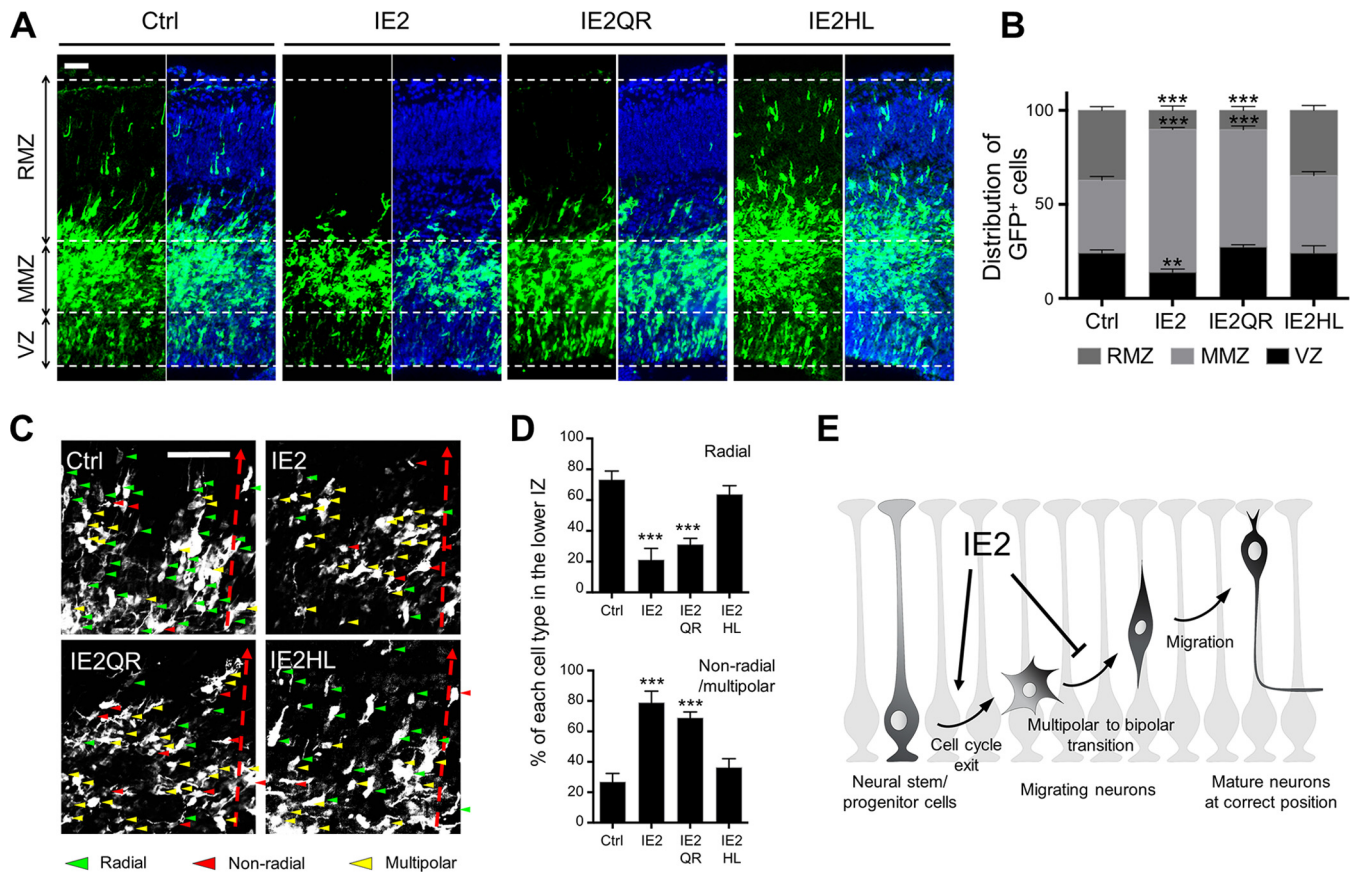 A
Ctrl
IE2
IE2QR
IE2HL
RMZ
MMZ
VZ
B
Distribution of
GFP⁺ cells
100
50
0
***
***
**
***
***
Ctrl
IE2
IE2QR
IE2HL
RMZ
MMZ
VZ
C
Ctrl
IE2
IE2QR
IE2HL
Radial
Non-radial
Multipolar
D
% of each cell type in the lower IZ
100
80
60
40
20
0
Radial
***
***
Ctrl
IE2
IE2
QR
IE2
HL
100
80
60
40
20
0
Non-radial
/multipolar
***
***
Ctrl
IE2
IE2
QR
IE2
HL
E
IE2
Migration
Multipolar to bipolar
transition
Cell cycle
exit
Neural stem/
progenitor cells
Migrating neurons
Mature neurons
at correct position